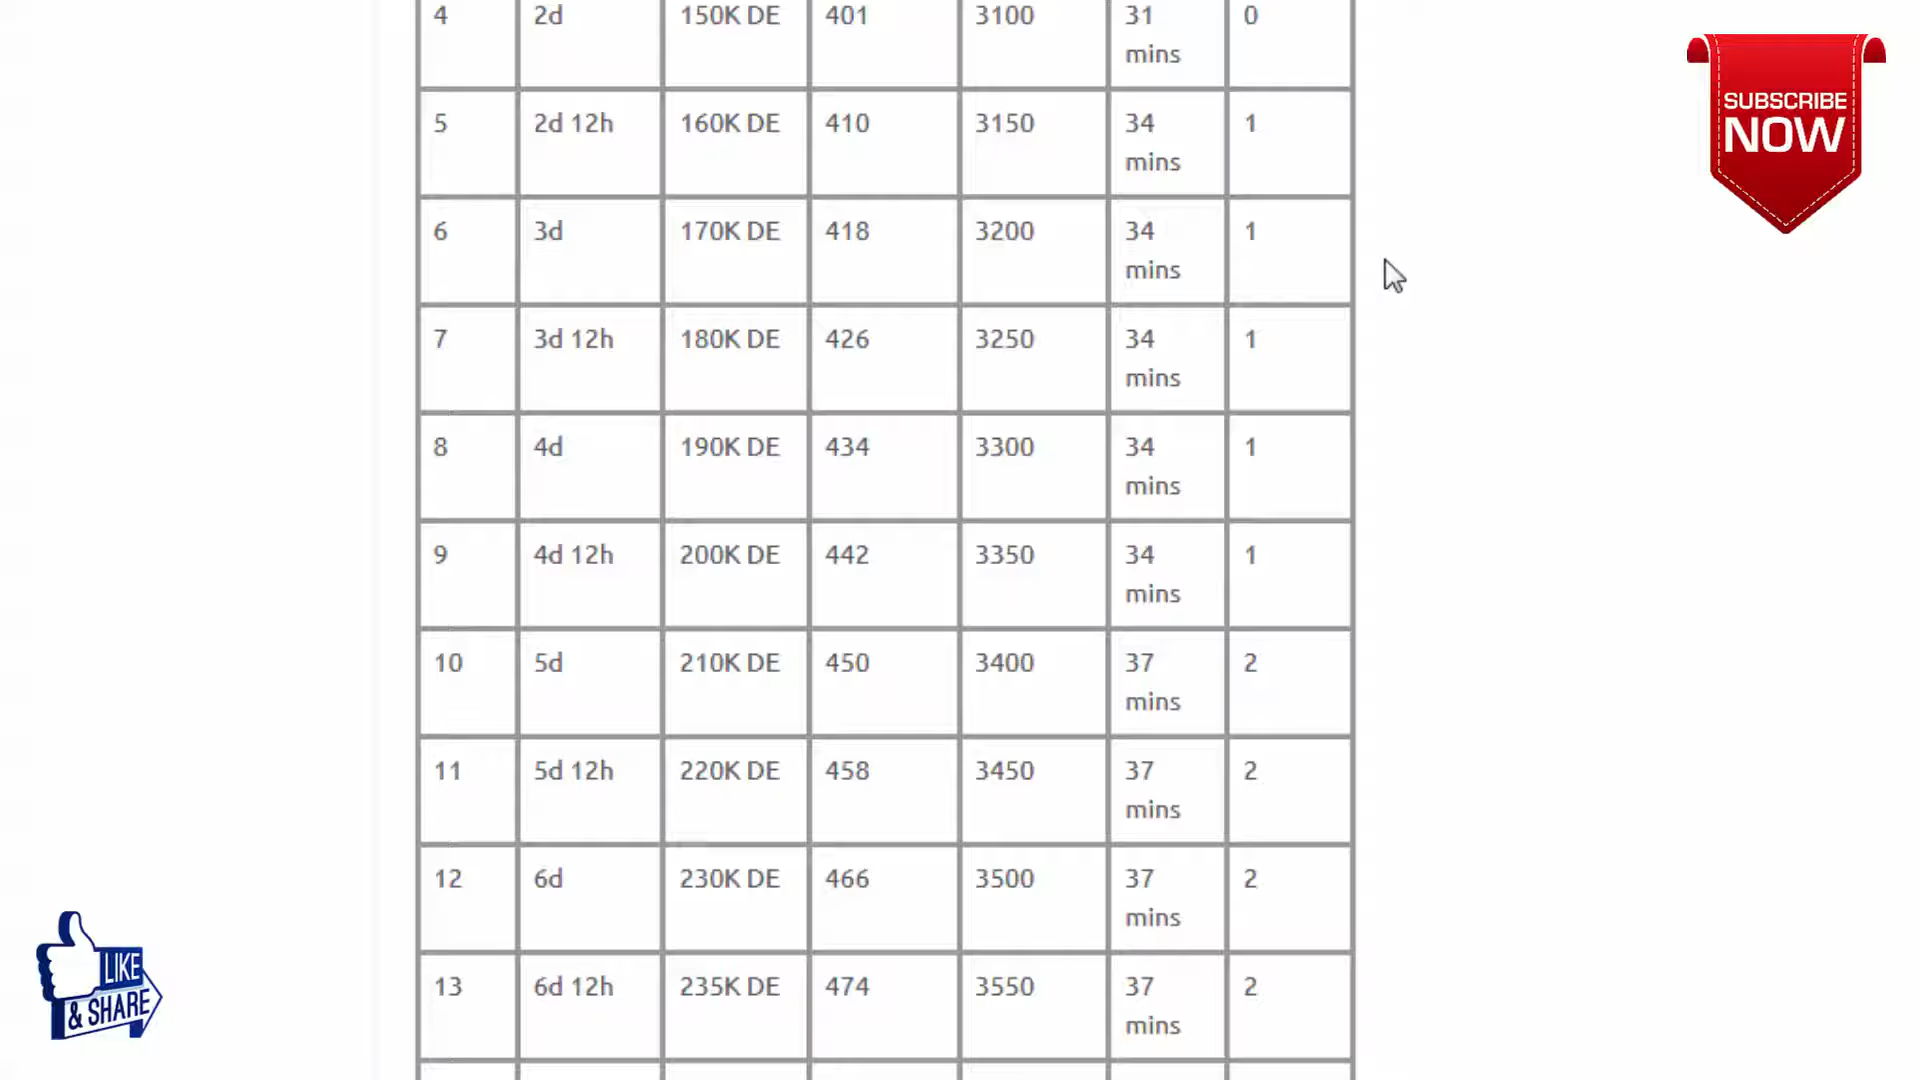 4 2d 150K DE 401 3100 31 0
mins
5 2d 12h 160K DE 410 3150 34 1
mins
6 3d 170K DE 418 3200 34 1
mins
7 3d 12h 180K DE 426 3250 34 1
mins
8 4d 190K DE 434 3300 34 1
mins
9 4d 12h 200K DE 442 3350 34 1
mins
10 5d 210K DE 450 3400 37 2
mins
11 5d 12h 220K DE 458 3450 37 2
mins
12 6d 230K DE 466 3500 37 2
mins
13 6d 12h 235K DE 474 3550 37 2
mins
SUBSCRIBE
NOW
LIKE
& SHARE